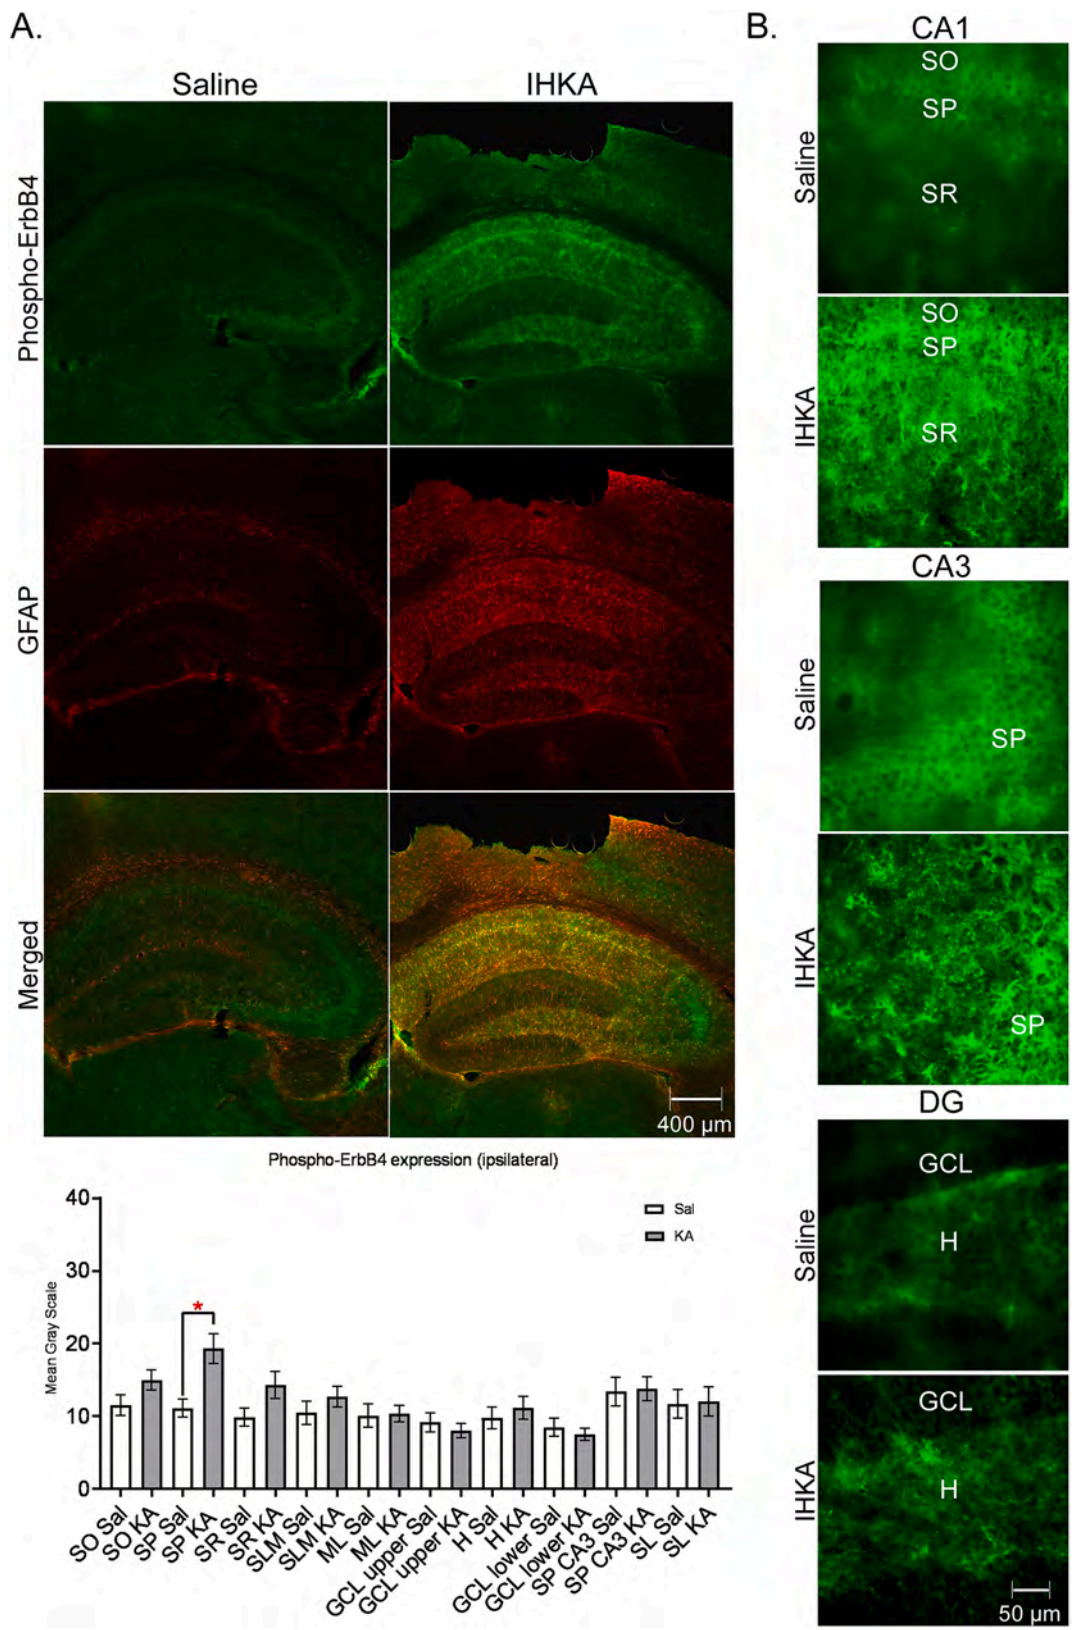 A.
Saline IHKA
Phospho-ErbB4
GFAP
Merged
400 µm
Phospho-ErbB4 expression (ipsilateral)
Mean Gray Scale
40
30
20
10
0
Sal
KA
*
SO Sal
SO KA
SP Sal
SP KA
SR Sal
SR KA
SLM Sal
SLM KA
ML Sal
ML KA
GCL upper Sal
GCL upper KA
H Sal
H KA
GCL lower Sal
GCL lower KA
SP CA3 Sal
SP CA3 KA
SL Sal
SL KA
B.
CA1
Saline
SO
SP
SR
IHKA
SO
SP
SR
CA3
Saline
SP
IHKA
SP
DG
Saline
GCL
H
IHKA
GCL
H
50 µm